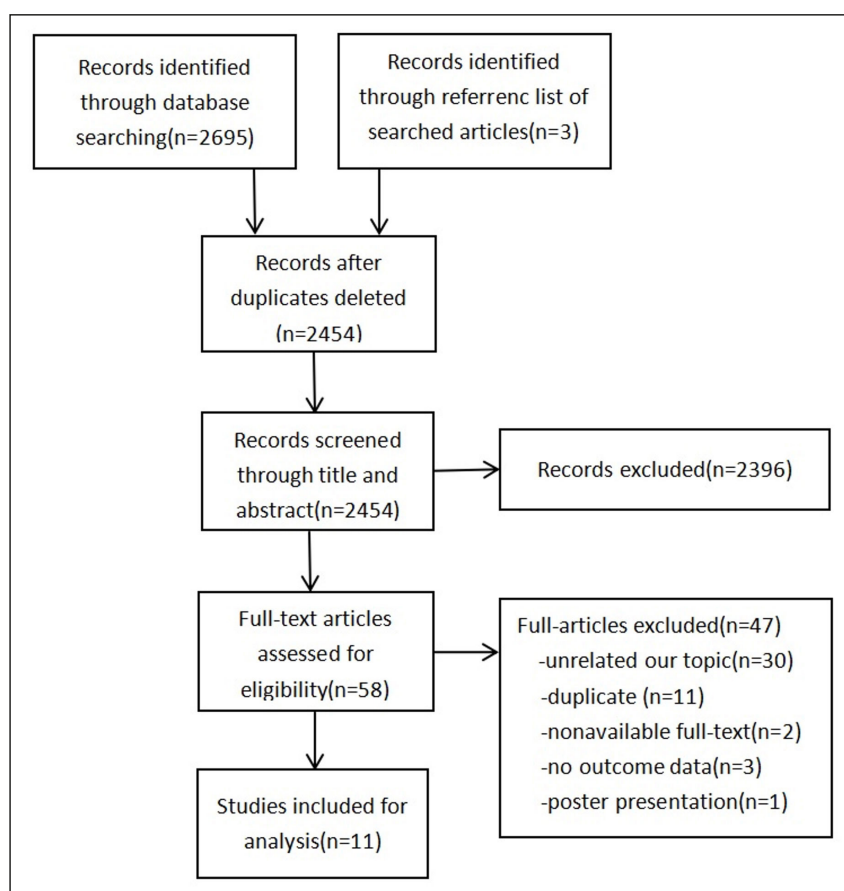 Records identified
through database
searching(n=2695)
Records identified
through referrenc list of
searched articles(n=3)
Records after
duplicates deleted
(n=2454)
Records screened
through title and
abstract(n=2454)
Records excluded(n=2396)
Full-text articles
assessed for
eligibility(n=58)
Full-articles excluded(n=47)
-unrelated our topic(n=30)
-duplicate (n=11)
-nonavailable full-text(n=2)
-no outcome data(n=3)
-poster presentation(n=1)
Studies included for
analysis(n=11)